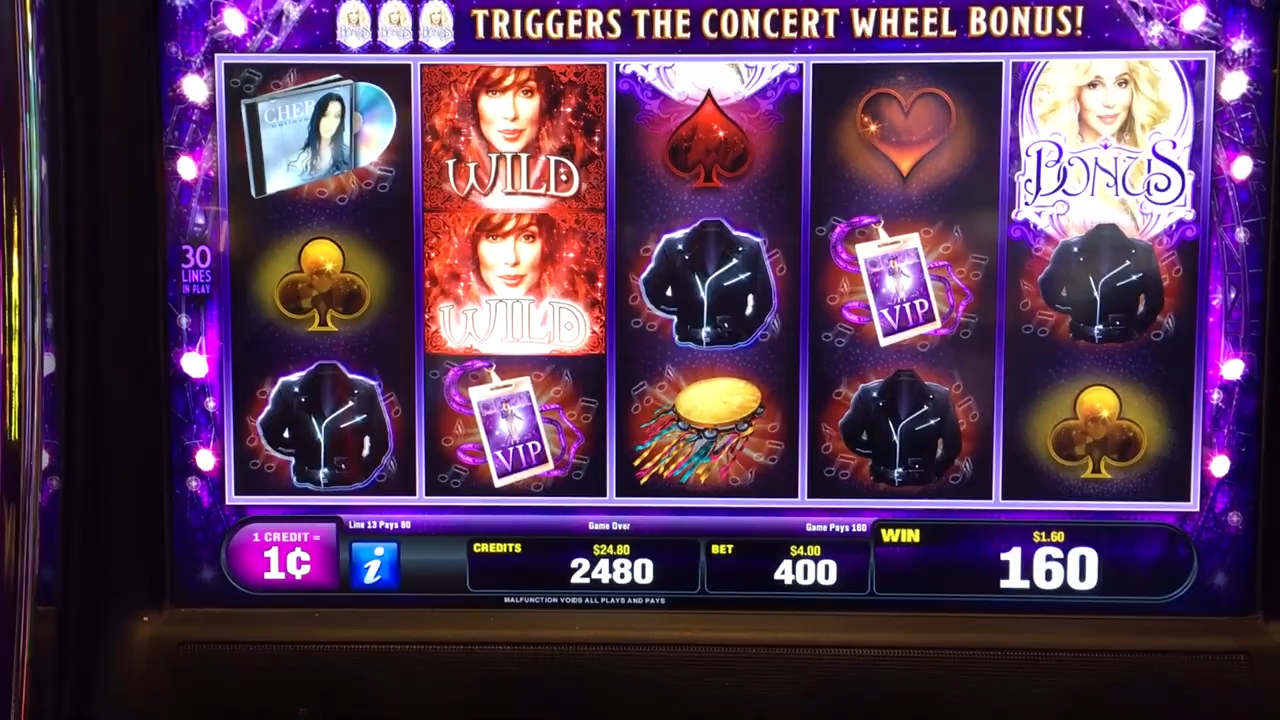 TRIGGERS THE CONCERT WHEEL BONUS!
CHER
believe
WILD
BONUS
WILD
30
LINES
IN PLAY
VIP
VIP
Line 13 Pays 80
Game Over
Game Pays 160
1 CREDIT =
1¢
i
CREDITS
$24.80
2480
BET
$4.00
400
WIN
$1.60
160
MALFUNCTION VOIDS ALL PLAYS AND PAYS